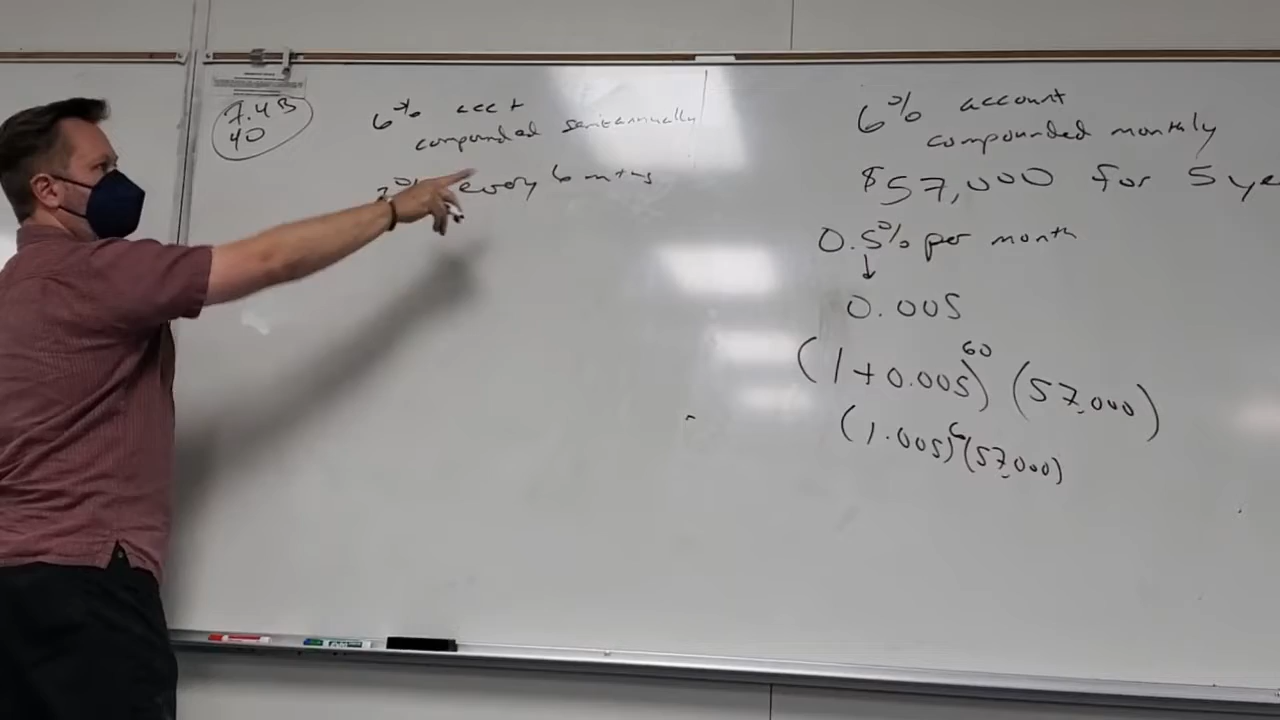 7.4B
40
6% acct
compounded semiannually
every 6 mths
6% account
compounded monthly
$57,000 for 5 ye
0.5% per month
↓
0.005
(1+0.005)^60 (57,000)
(1.005)^6 (57,000)